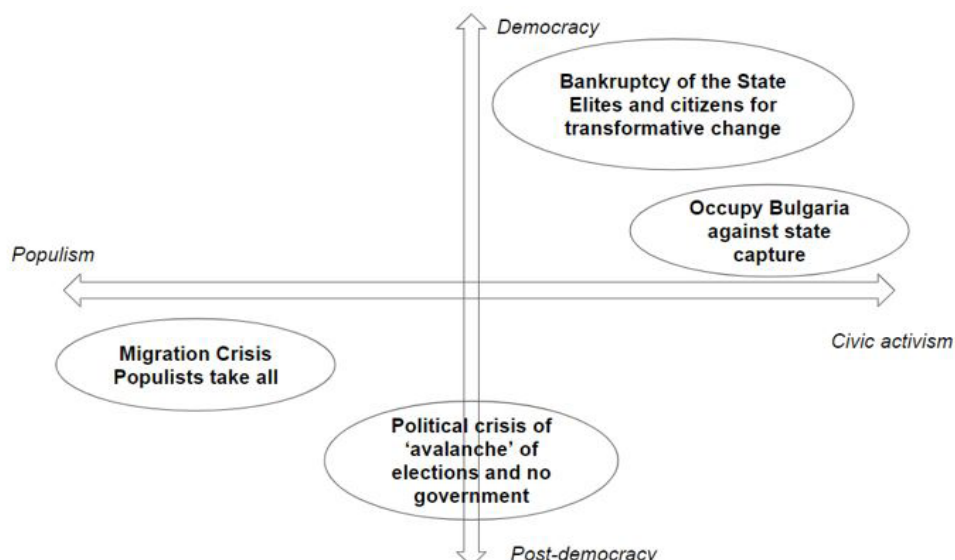 Democracy
Bankruptcy of the State
Elites and citizens for
transformative change
Occupy Bulgaria
against state
capture
Populism
Civic activism
Migration Crisis
Populists take all
Political crisis of
‘avalanche’ of
elections and no
government
Post-democracy